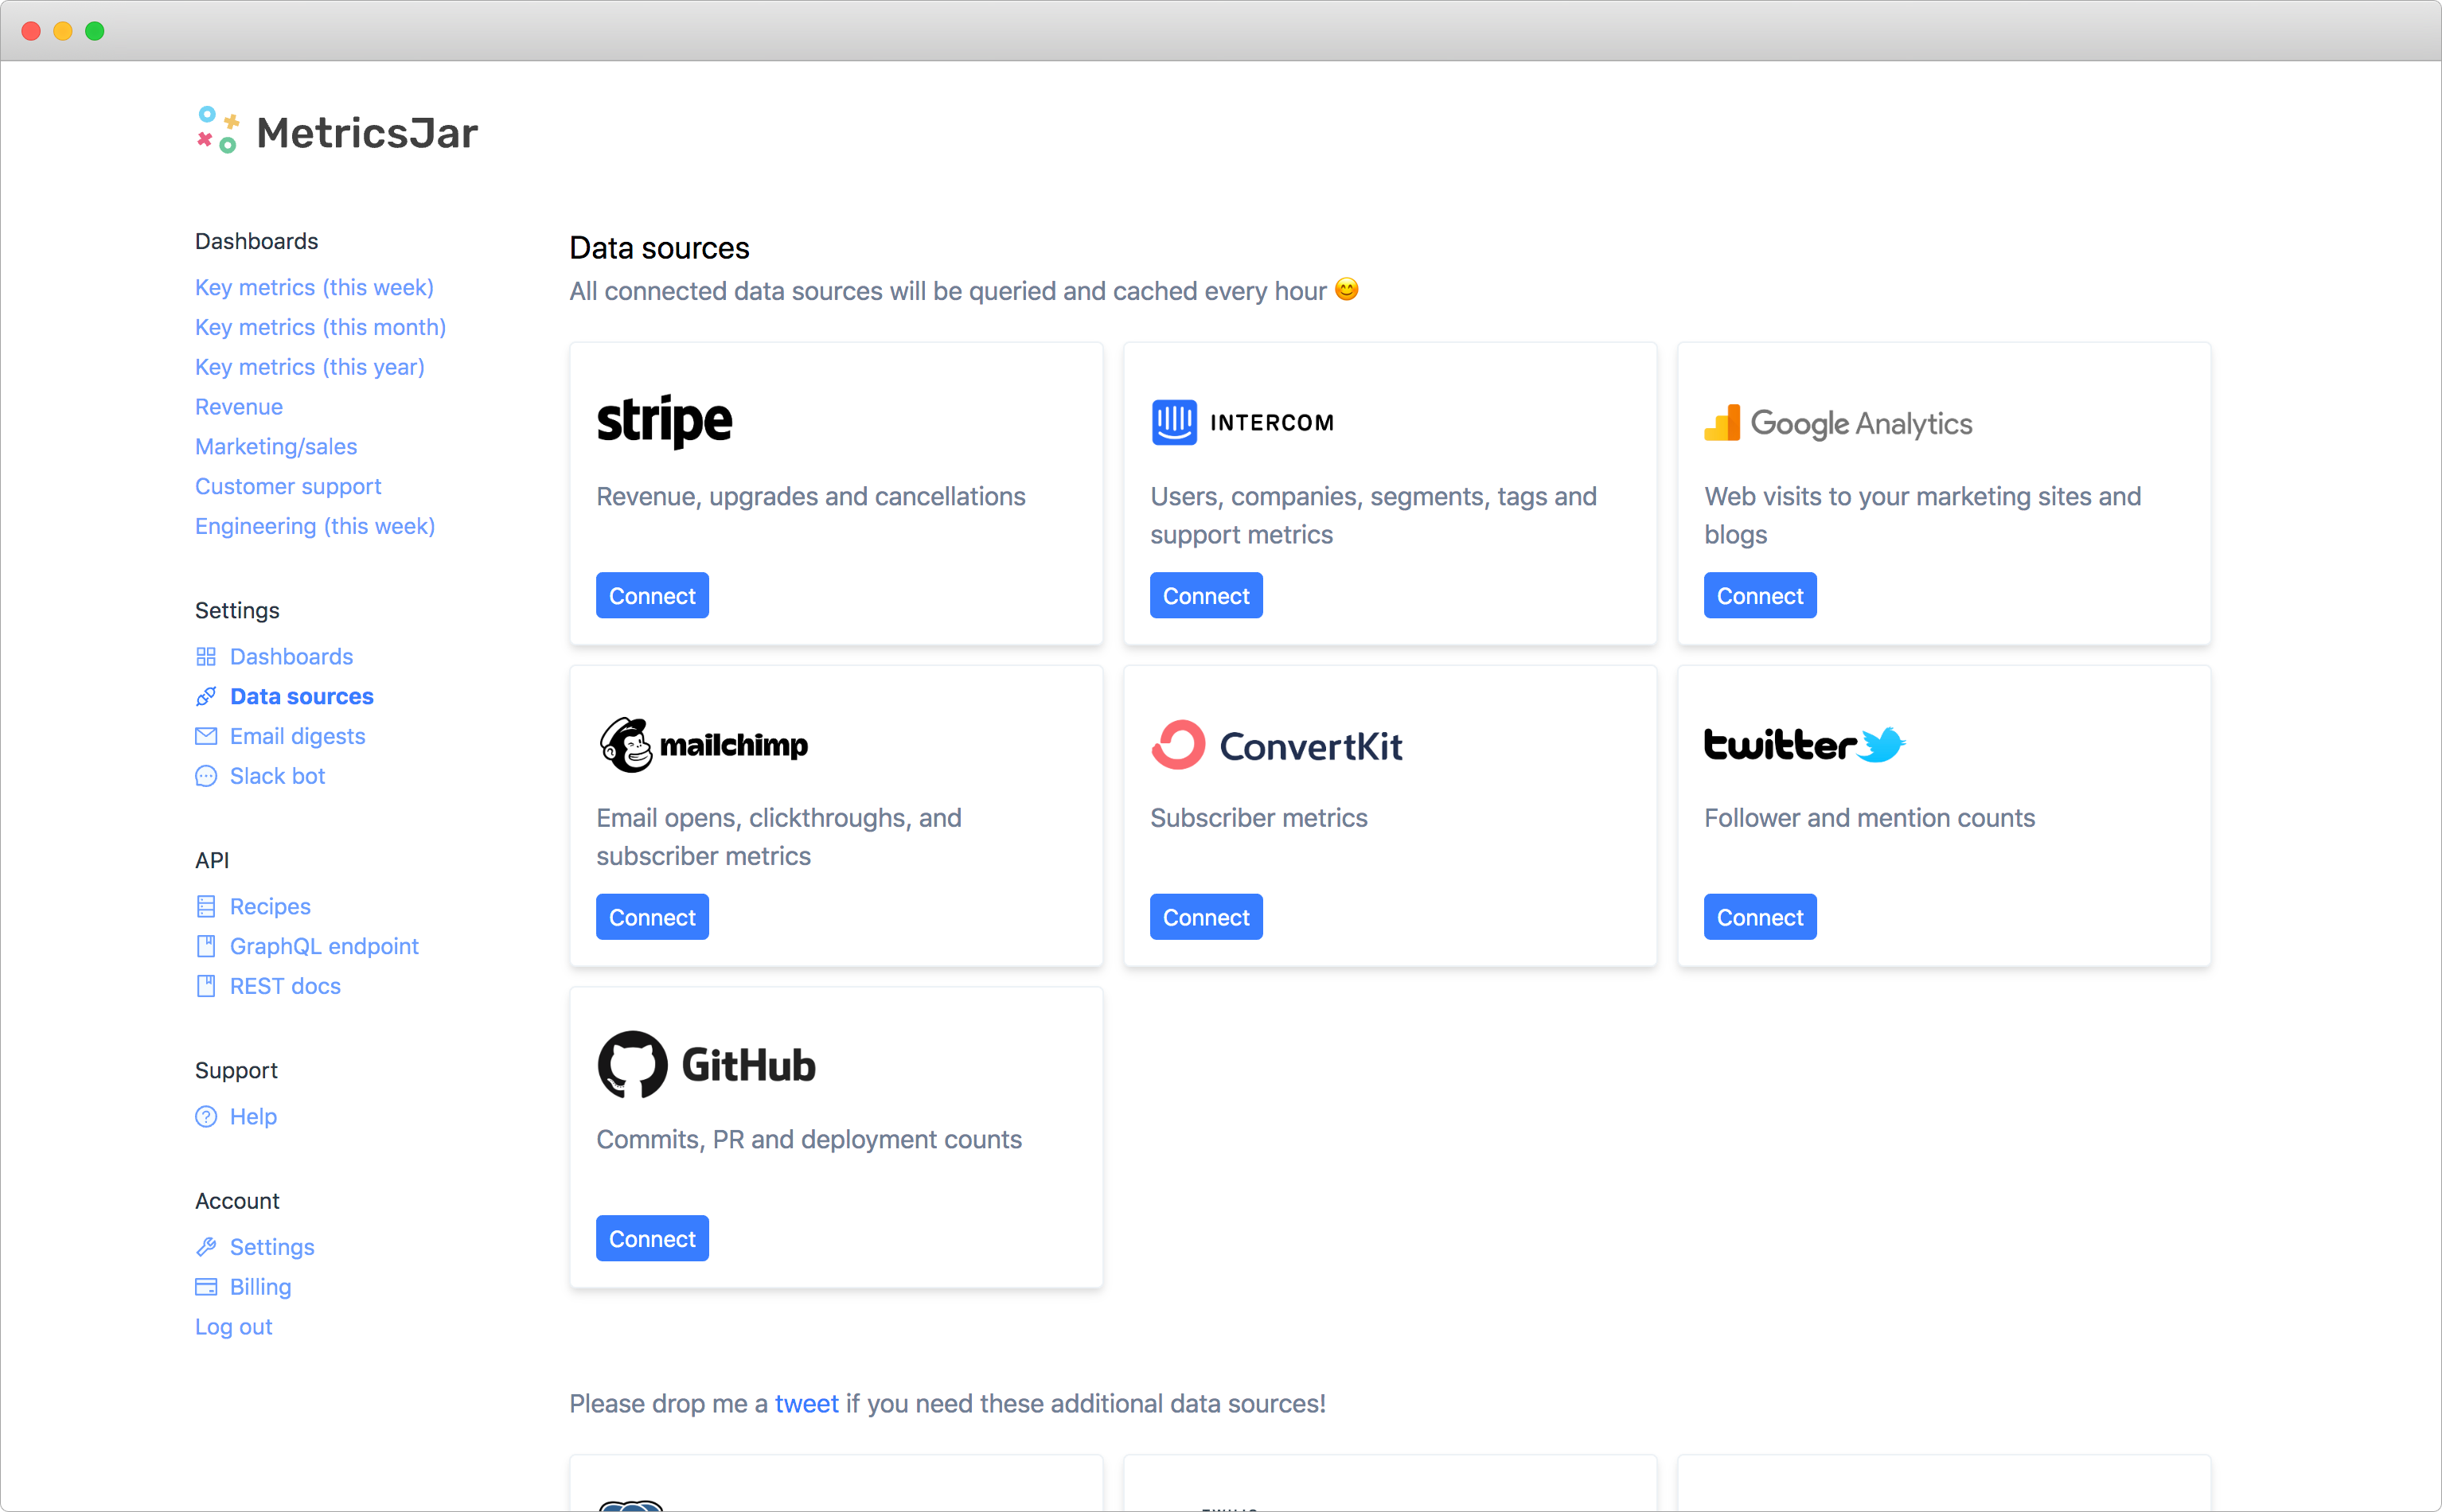 MetricsJar
Dashboards
Key metrics (this week)
Key metrics (this month)
Key metrics (this year)
Revenue
Marketing/sales
Customer support
Engineering (this week)
Settings
Dashboards
Data sources
Email digests
Slack bot
API
Recipes
GraphQL endpoint
REST docs
Support
Help
Account
Settings
Billing
Log out
Data sources
All connected data sources will be queried and cached every hour 😊
stripe
Revenue, upgrades and cancellations
Connect
INTERCOM
Users, companies, segments, tags and
support metrics
Connect
Google Analytics
Web visits to your marketing sites and
blogs
Connect
mailchimp
Email opens, clickthroughs, and
subscriber metrics
Connect
ConvertKit
Subscriber metrics
Connect
twitter
Follower and mention counts
Connect
GitHub
Commits, PR and deployment counts
Connect
Please drop me a tweet if you need these additional data sources!